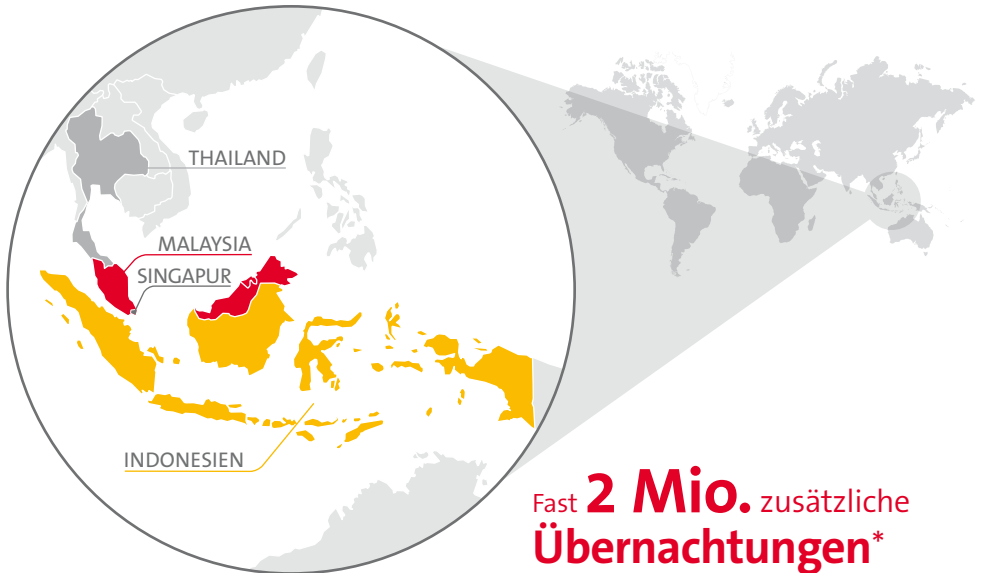 THAILAND
MALAYSIA
SINGAPUR
INDONESIEN
Fast 2 Mio. zusätzliche
Übernachtungen*